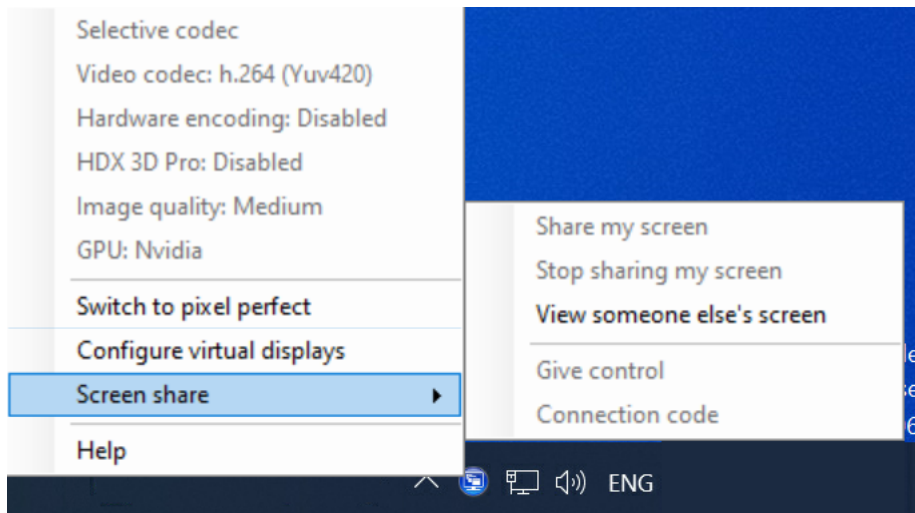 Selective codec
Video codec: h.264 (Yuv420)
Hardware encoding: Disabled
HDX 3D Pro: Disabled
Image quality: Medium
GPU: Nvidia
Switch to pixel perfect
Configure virtual displays
Screen share
Help
Share my screen
Stop sharing my screen
View someone else's screen
Give control
Connection code
ENG